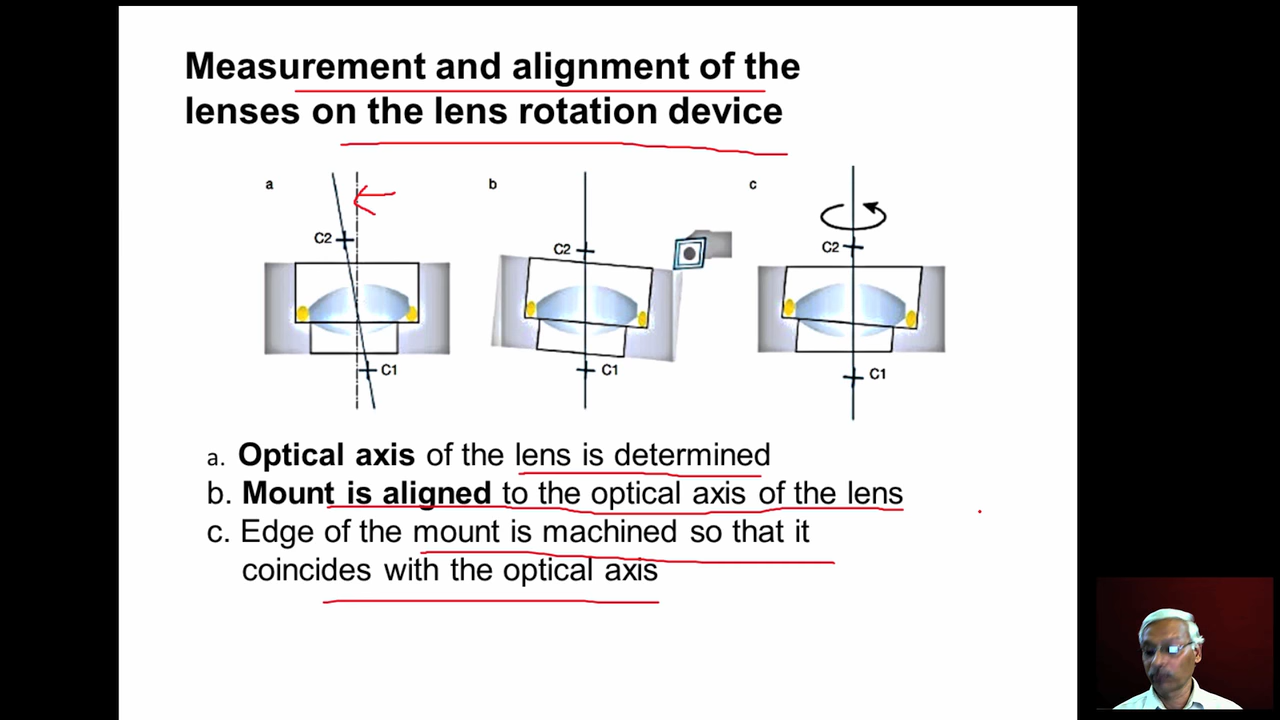 Measurement and alignment of the
lenses on the lens rotation device
a
b
c
C2
C1
C2
C1
C2
C1
a. Optical axis of the lens is determined
b. Mount is aligned to the optical axis of the lens
c. Edge of the mount is machined so that it
coincides with the optical axis